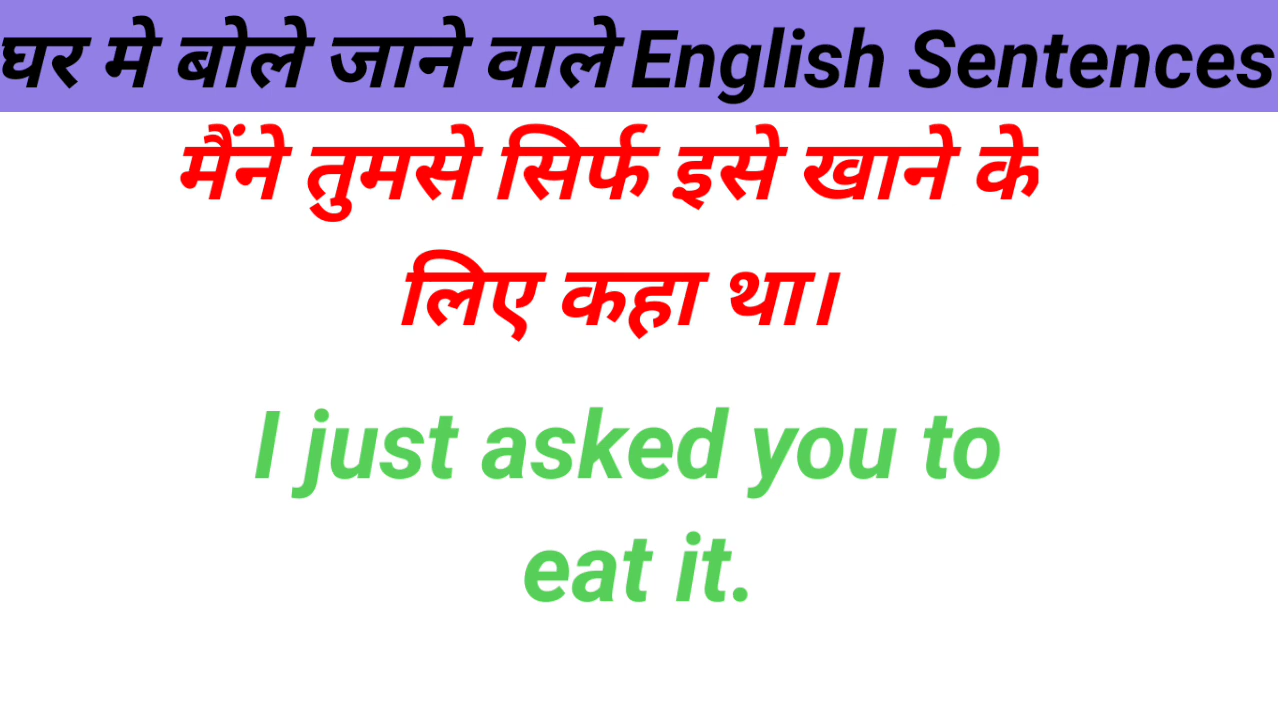 घर मे बोले जाने वाले English Sentences
मैंने तुमसे सिर्फ इसे खाने के
लिए कहा था।
I just asked you to
eat it.